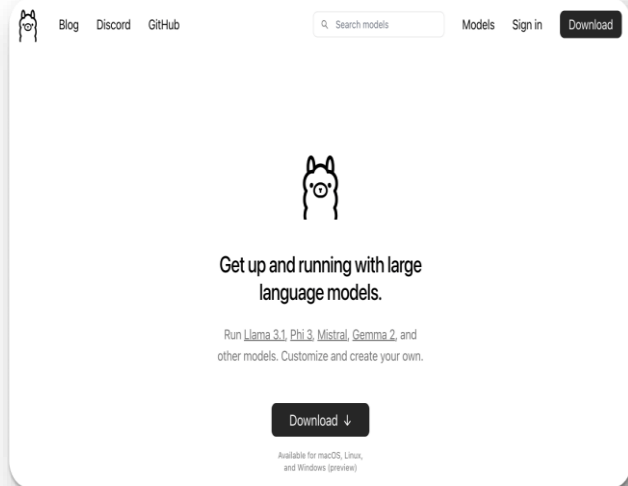 Blog Discord GitHub Search models Models Sign in Download
Get up and running with large
language models.
Run Llama 3.1, Phi 3, Mistral, Gemma 2, and
other models. Customize and create your own.
Download ↓
Available for macOS, Linux,
and Windows (preview)